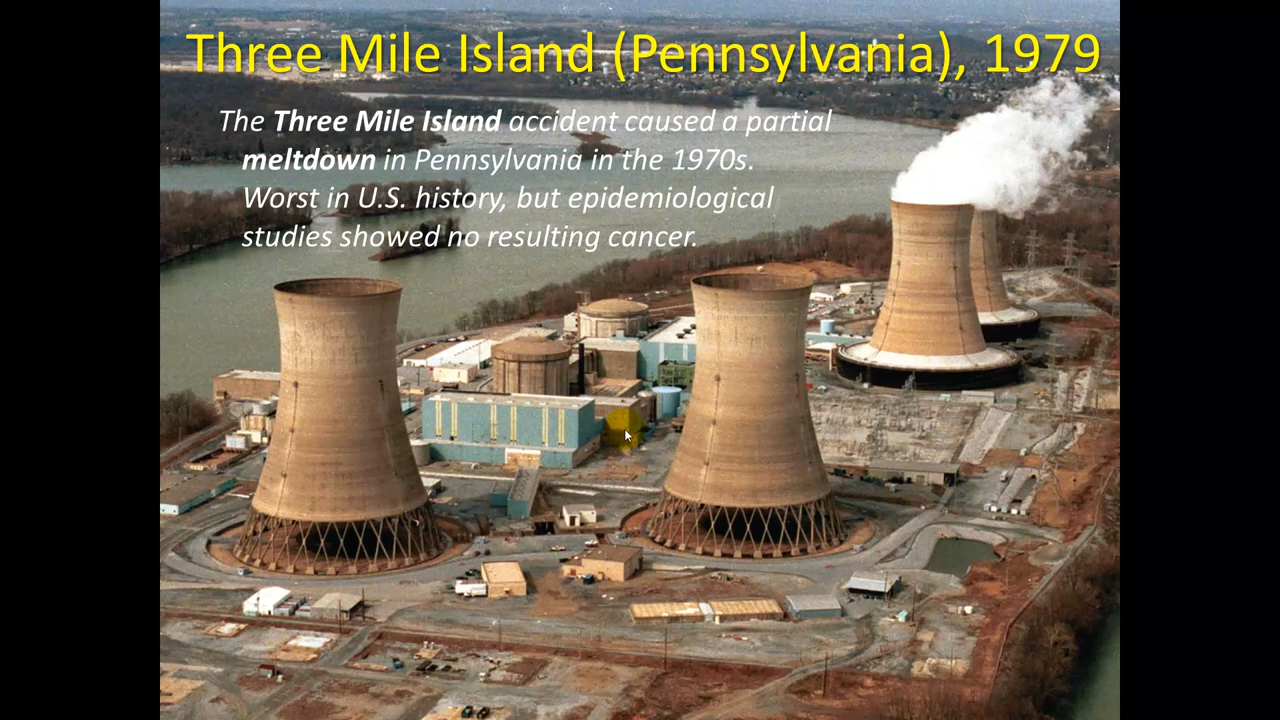 Three Mile Island (Pennsylvania), 1979
The Three Mile Island accident caused a partial
meltdown in Pennsylvania in the 1970s.
Worst in U.S. history, but epidemiological
studies showed no resulting cancer.